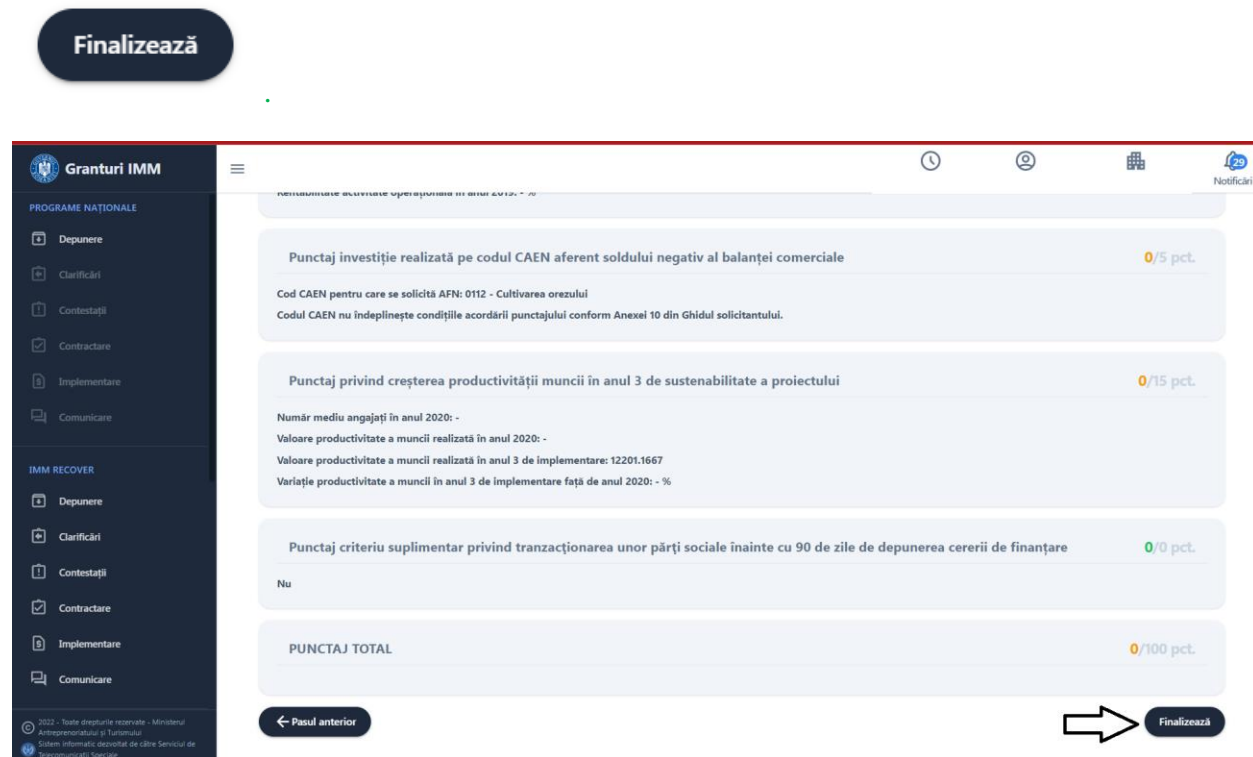 Finalizează
Granturi IMM
29
Notificări
PROGRAME NAȚIONALE
Depunere
Clarificări
Contestații
Contractare
Implementare
Comunicare
IMM RECOVER
Depunere
Clarificări
Contestații
Contractare
Implementare
Comunicare
2022 - Toate drepturile rezervate - Ministerul
Antreprenoriatului și Turismului
Sistem informatic dezvoltat de către Serviciul de
Telecomunicații Speciale
Rentabilitate activitate operațională în anul 2019: - %
Punctaj investiție realizată pe codul CAEN aferent soldului negativ al balanței comerciale 0/5 pct.
Cod CAEN pentru care se solicită AFN: 0112 - Cultivarea orezului
Codul CAEN nu îndeplinește condițiile acordării punctajului conform Anexei 10 din Ghidul solicitantului.
Punctaj privind creșterea productivității muncii în anul 3 de sustenabilitate a proiectului 0/15 pct.
Număr mediu angajați în anul 2020: -
Valoare productivitate a muncii realizată în anul 2020: -
Valoare productivitate a muncii realizată în anul 3 de implementare: 12201.1667
Variație productivitate a muncii în anul 3 de implementare față de anul 2020: - %
Punctaj criteriu suplimentar privind tranzacționarea unor părți sociale înainte cu 90 de zile de depunerea cererii de finanțare 0/0 pct.
Nu
PUNCTAJ TOTAL 0/100 pct.
← Pasul anterior
Finalizează